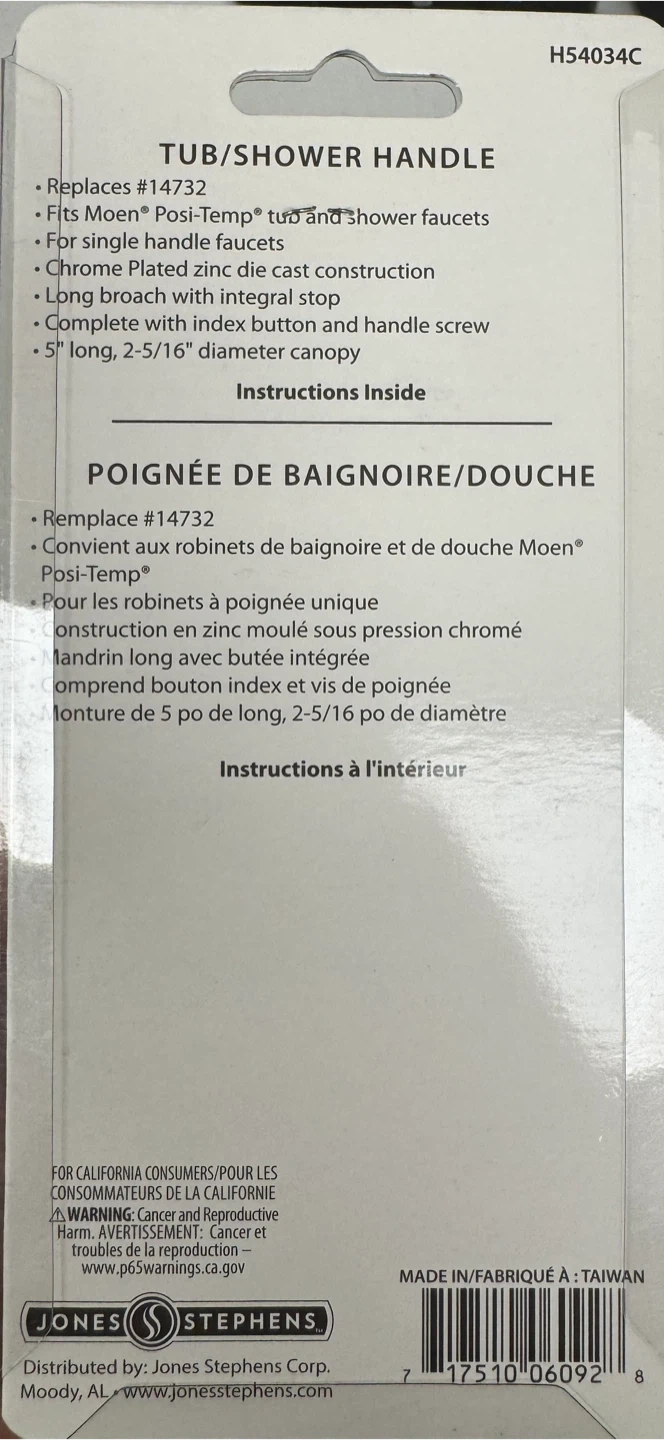 H54034C
TUB/SHOWER HANDLE
• Replaces #14732
• Fits Moen® Posi-Temp® tub and shower faucets
• For single handle faucets
• Chrome Plated zinc die cast construction
• Long broach with integral stop
• Complete with index button and handle screw
• 5" long, 2-5/16" diameter canopy
Instructions Inside
POIGNÉE DE BAIGNOIRE/DOUCHE
• Remplace #14732
• Convient aux robinets de baignoire et de douche Moen®
Posi-Temp®
• Pour les robinets à poignée unique
• Construction en zinc moulé sous pression chromé
• Mandrin long avec butée intégrée
• Comprend bouton index et vis de poignée
• Monture de 5 po de long, 2-5/16 po de diamètre
Instructions à l'intérieur
FOR CALIFORNIA CONSUMERS/POUR LES
CONSOMMATEURS DE LA CALIFORNIE
⚠WARNING: Cancer and Reproductive
Harm. AVERTISSEMENT: Cancer et
troubles de la reproduction –
www.p65warnings.ca.gov
JONES STEPHENS™
Distributed by: Jones Stephens Corp.
Moody, AL • www.jonesstephens.com
MADE IN/FABRIQUÉ À : TAIWAN
7 17510 06092 8